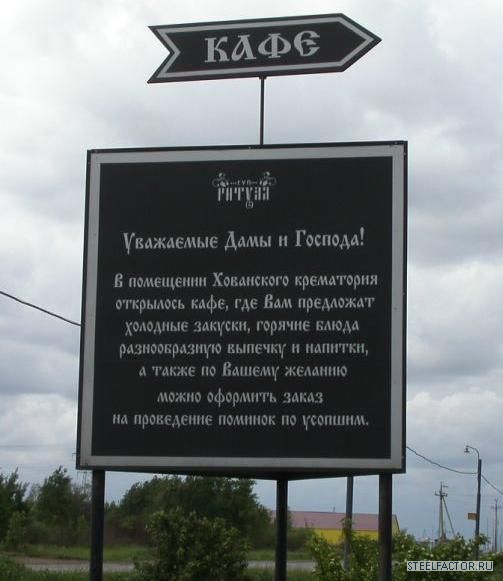 КАФЕ
ГУП
РИТУАЛ
Уважаемые Дамы и Господа!
В помещении Хованского крематория
открылось кафе, где Вам предложат
холодные закуски, горячие блюда
разнообразную выпечку и напитки,
а также по Вашему желанию
можно оформить заказ
на проведение поминок по усопшим.
STEELFACTOR.RU